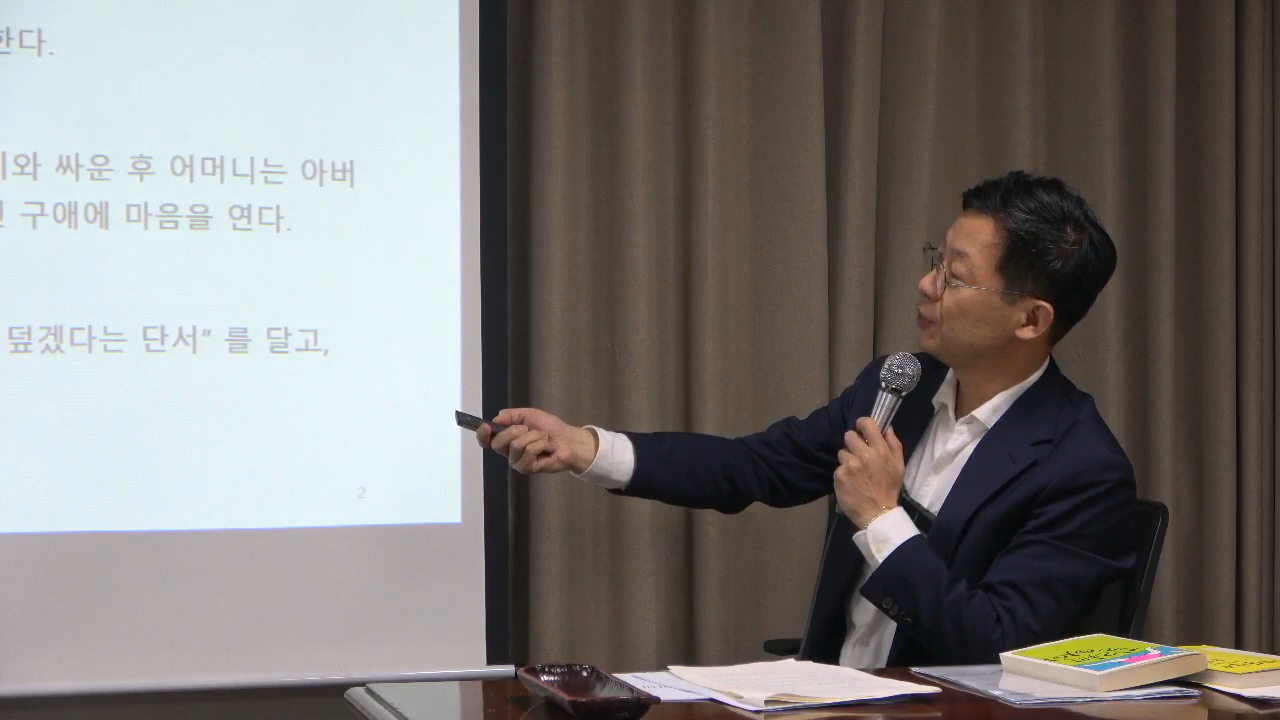 한다.
와 싸운 후 어머니는 아버
구애에 마음을 연다.
덮겠다는 단서" 를 달고,
2